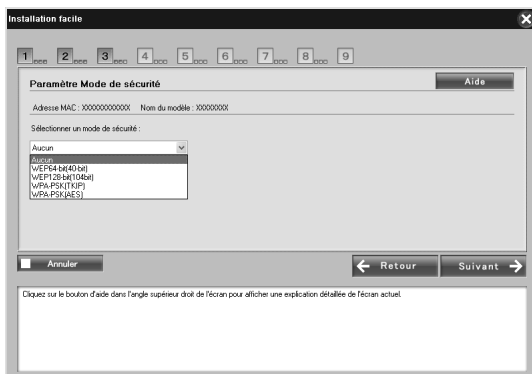 Installation facile
1 2 3 4 5 6 7 8 9
Paramètre Mode de sécurité
Aide
Adresse MAC : XXXXXXXXXXXX Nom du modèle : XXXXXXXX
Sélectionner un mode de sécurité :
Aucun
Aucun
WEP64-bit(40-bit)
WEP128-bit(104bit)
WPA-PSK(TKIP)
WPA-PSK(AES)
Annuler
Retour
Suivant
Cliquez sur le bouton d'aide dans l'angle supérieur droit de l'écran pour afficher une explication détaillée de l'écran actuel.